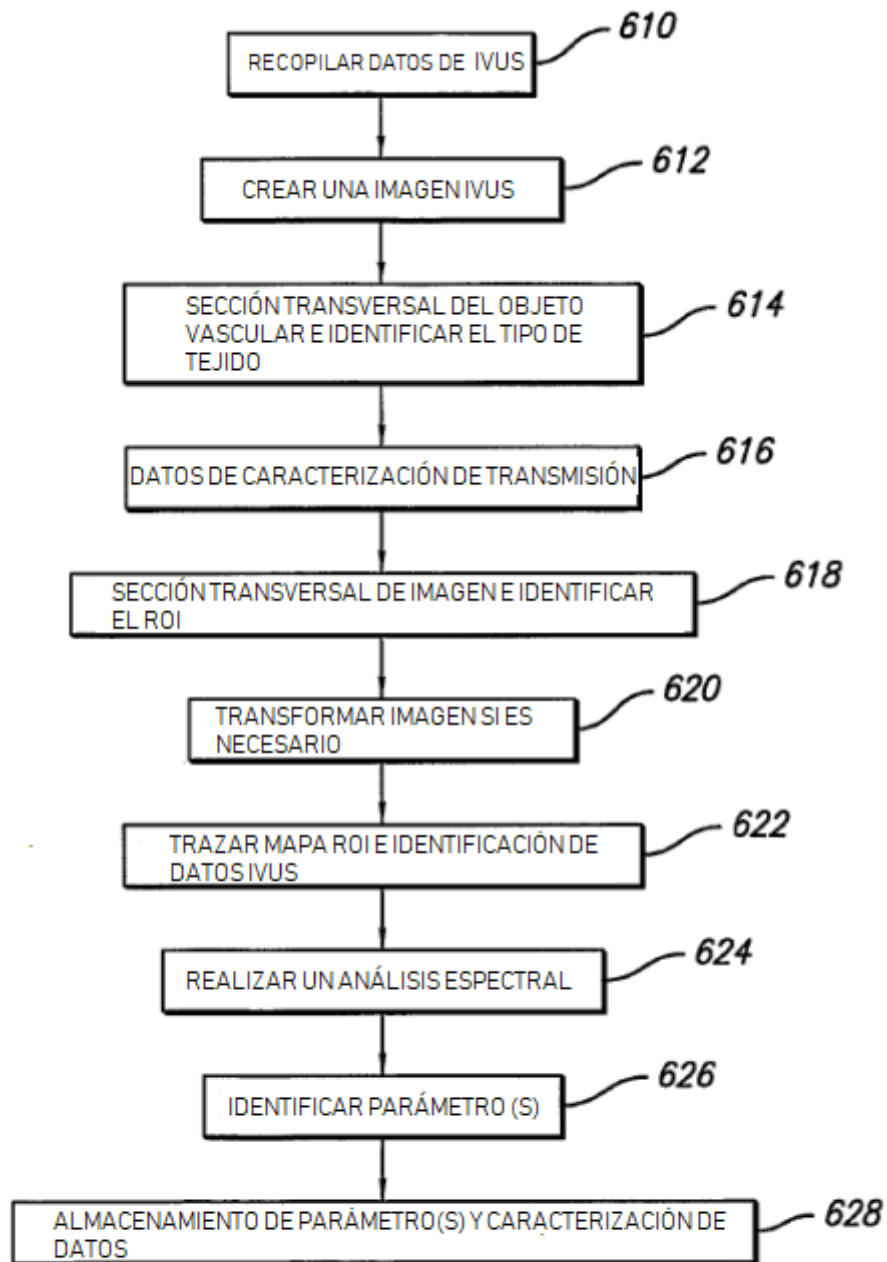 610
RECOPILAR DATOS DE IVUS
612
CREAR UNA IMAGEN IVUS
614
SECCIÓN TRANSVERSAL DEL OBJETO
VASCULAR E IDENTIFICAR EL TIPO DE
TEJIDO
616
DATOS DE CARACTERIZACIÓN DE TRANSMISIÓN
618
SECCIÓN TRANSVERSAL DE IMAGEN E IDENTIFICAR
EL ROI
620
TRANSFORMAR IMAGEN SI ES
NECESARIO
622
TRAZAR MAPA ROI E IDENTIFICACIÓN DE
DATOS IVUS
624
REALIZAR UN ANÁLISIS ESPECTRAL
626
IDENTIFICAR PARÁMETRO (S)
628
ALMACENAMIENTO DE PARÁMETRO(S) Y CARACTERIZACIÓN DE
DATOS